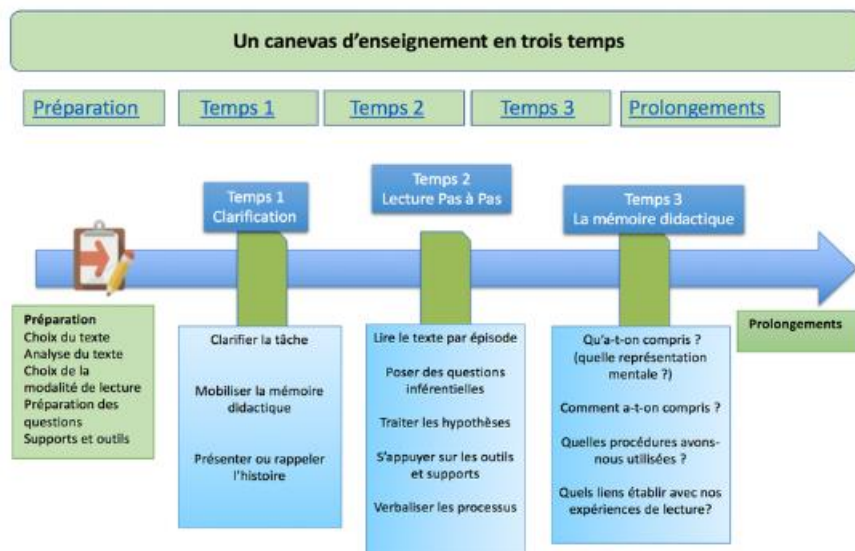 Un canevas d'enseignement en trois temps
Préparation
Temps 1
Temps 2
Temps 3
Prolongements
Temps 1
Clarification
Temps 2
Lecture Pas à Pas
Temps 3
La mémoire didactique
Préparation
Choix du texte
Analyse du texte
Choix de la
modalité de lecture
Préparation des
questions
Supports et outils
Clarifier la tâche
Mobiliser la mémoire
didactique
Présenter ou rappeler
l'histoire
Lire le texte par épisode
Poser des questions
inférentielles
Traiter les hypothèses
S'appuyer sur les outils
et supports
Verbaliser les processus
Qu'a-t-on compris ?
(quelle représentation
mentale ?)
Comment a-t-on compris ?
Quelles procédures avons-
nous utilisées ?
Quels liens établir avec nos
expériences de lecture?
Prolongements